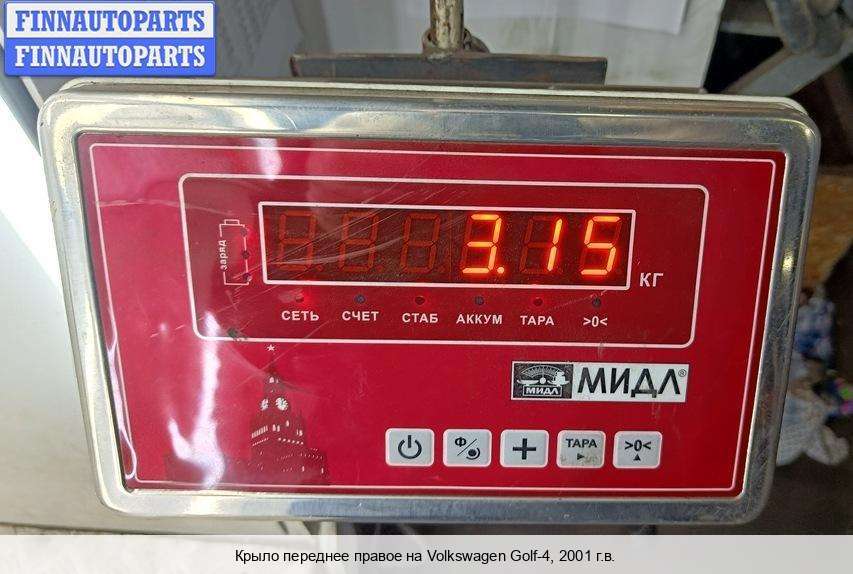 FINNAUTOPARTS
FINNAUTOPARTS
заряд
3.15
КГ
СЕТЬ СЧЕТ СТАБ АККУМ ТАРА >0<
МИДЛ МИДЛ®
Ф + ТАРА >0<
Крыло переднее правое на Volkswagen Golf-4, 2001 г.в.